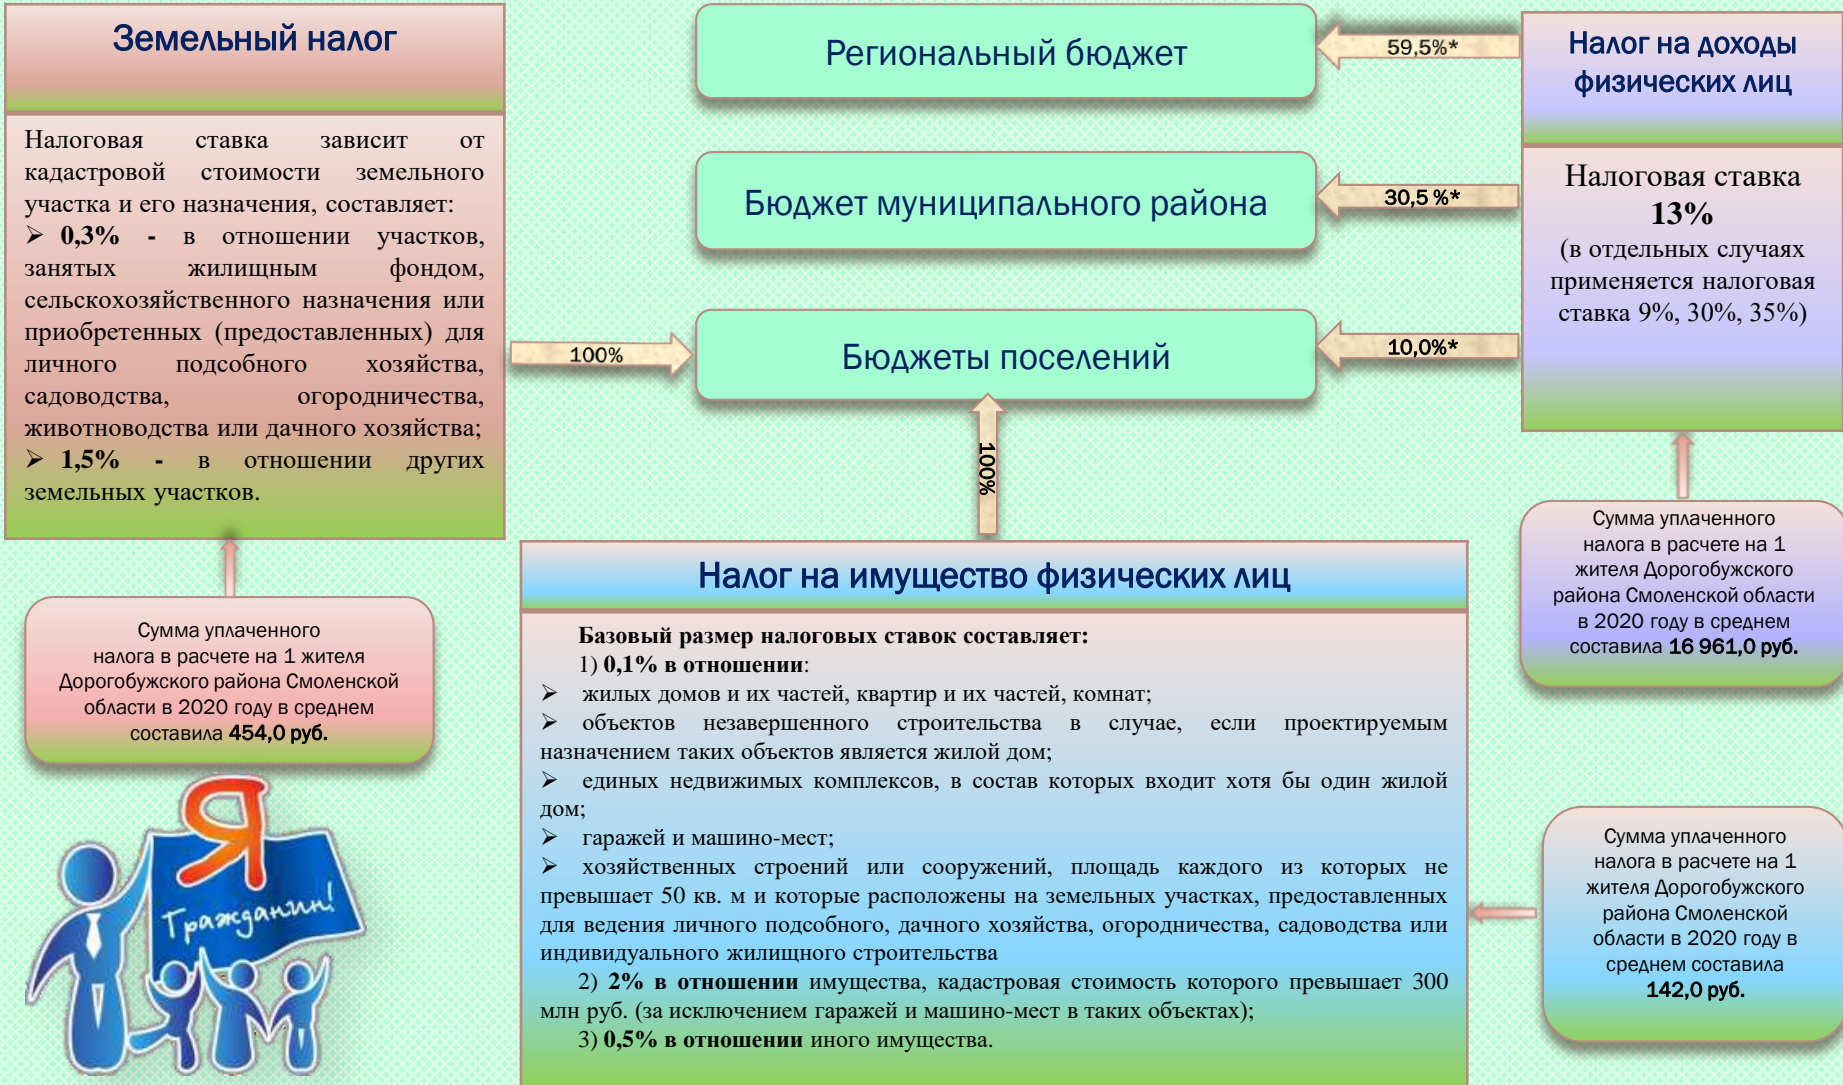 Земельный налог
Налоговая ставка зависит от
кадастровой стоимости земельного
участка и его назначения, составляет:
➢ 0,3% - в отношении участков,
занятых жилищным фондом,
сельскохозяйственного назначения или
приобретенных (предоставленных) для
личного подсобного хозяйства,
садоводства, огородничества,
животноводства или дачного хозяйства;
➢ 1,5% - в отношении других
земельных участков.
Сумма уплаченного
налога в расчете на 1 жителя
Дорогобужского района Смоленской
области в 2020 году в среднем
составила 454,0 руб.
Я
Гражданин!
Региональный бюджет
Бюджет муниципального района
Бюджеты поселений
100%
59,5%*
30,5 %*
10,0%*
100%
Налог на имущество физических лиц
Базовый размер налоговых ставок составляет:
1) 0,1% в отношении:
➢ жилых домов и их частей, квартир и их частей, комнат;
➢ объектов незавершенного строительства в случае, если проектируемым
назначением таких объектов является жилой дом;
➢ единых недвижимых комплексов, в состав которых входит хотя бы один жилой
дом;
➢ гаражей и машино-мест;
➢ хозяйственных строений или сооружений, площадь каждого из которых не
превышает 50 кв. м и которые расположены на земельных участках, предоставленных
для ведения личного подсобного, дачного хозяйства, огородничества, садоводства или
индивидуального жилищного строительства
2) 2% в отношении имущества, кадастровая стоимость которого превышает 300
млн руб. (за исключением гаражей и машино-мест в таких объектах);
3) 0,5% в отношении иного имущества.
Налог на доходы
физических лиц
Налоговая ставка
13%
(в отдельных случаях
применяется налоговая
ставка 9%, 30%, 35%)
Сумма уплаченного
налога в расчете на 1
жителя Дорогобужского
района Смоленской области
в 2020 году в среднем
составила 16 961,0 руб.
Сумма уплаченного
налога в расчете на 1
жителя Дорогобужского
района Смоленской
области в 2020 году в
среднем составила
142,0 руб.